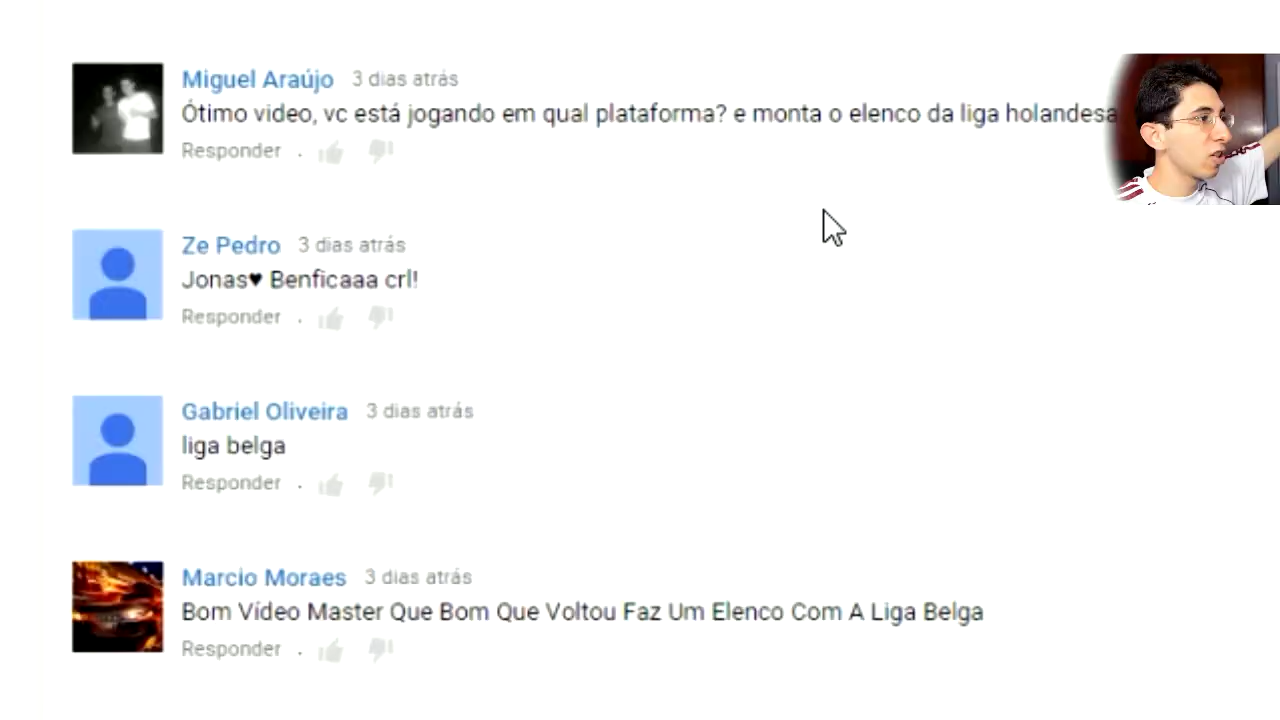 Miguel Araújo 3 dias atrás
Ótimo video, vc está jogando em qual plataforma? e monta o elenco da liga holandesa
Responder .
Ze Pedro 3 dias atrás
Jonas♥ Benficaaa crl!
Responder .
Gabriel Oliveira 3 dias atrás
liga belga
Responder .
Marcio Moraes 3 dias atrás
Bom Vídeo Master Que Bom Que Voltou Faz Um Elenco Com A Liga Belga
Responder .